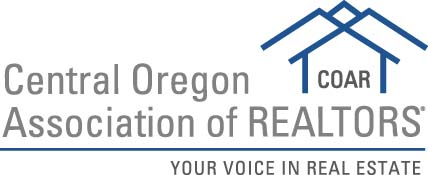 Central Oregon
COAR
Association of REALTORS®
YOUR VOICE IN REAL ESTATE